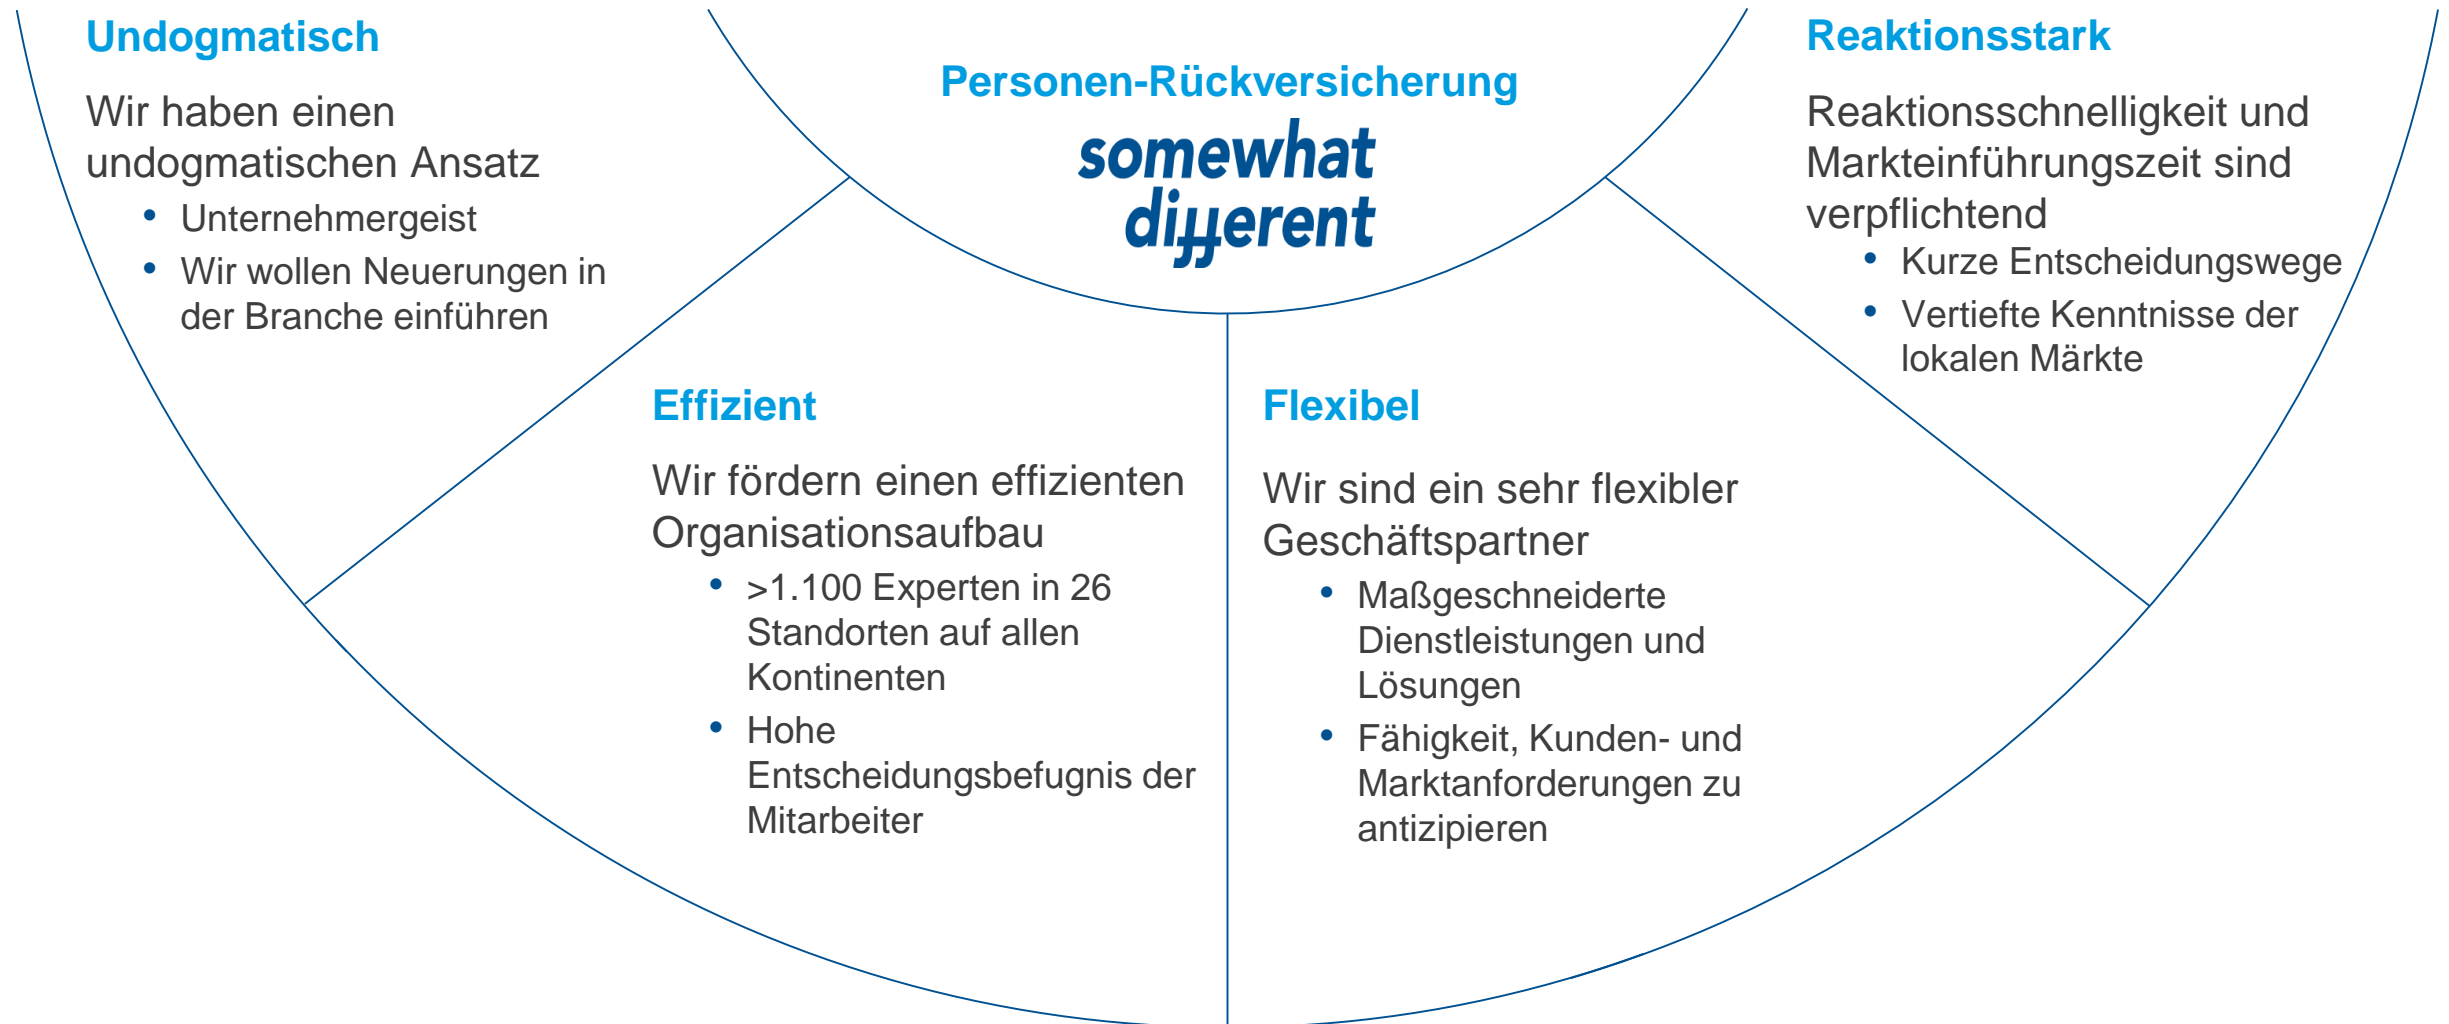 Personen-Rückversicherung
somewhat
different
Undogmatisch
Wir haben einen
undogmatischen Ansatz
• Unternehmergeist
• Wir wollen Neuerungen in
der Branche einführen
Effizient
Wir fördern einen effizienten
Organisationsaufbau
• >1.100 Experten in 26
Standorten auf allen
Kontinenten
• Hohe
Entscheidungsbefugnis der
Mitarbeiter
Flexibel
Wir sind ein sehr flexibler
Geschäftspartner
• Maßgeschneiderte
Dienstleistungen und
Lösungen
• Fähigkeit, Kunden- und
Marktanforderungen zu
antizipieren
Reaktionsstark
Reaktionsschnelligkeit und
Markteinführungszeit sind
verpflichtend
• Kurze Entscheidungswege
• Vertiefte Kenntnisse der
lokalen Märkte